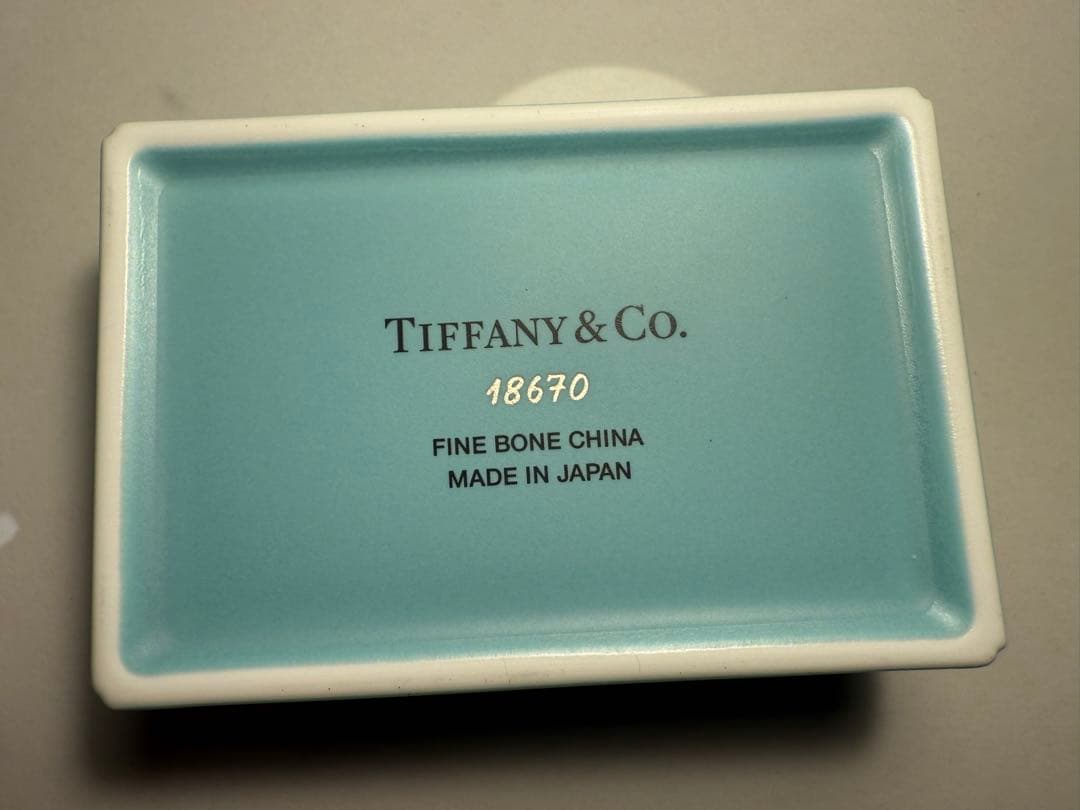 TIFFANY & CO.
18670
FINE BONE CHINA
MADE IN JAPAN